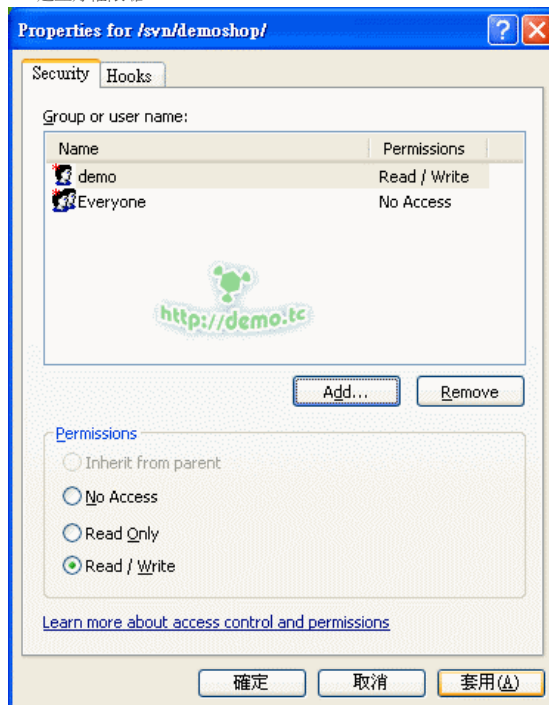 Properties for /svn/demoshop/
Security Hooks
Group or user name:
Name Permissions
demo Read / Write
Everyone No Access
http://demo.tc
Add... Remove
Permissions
Inherit from parent
No Access
Read Only
Read / Write
Learn more about access control and permissions
確定 取消 套用(A)